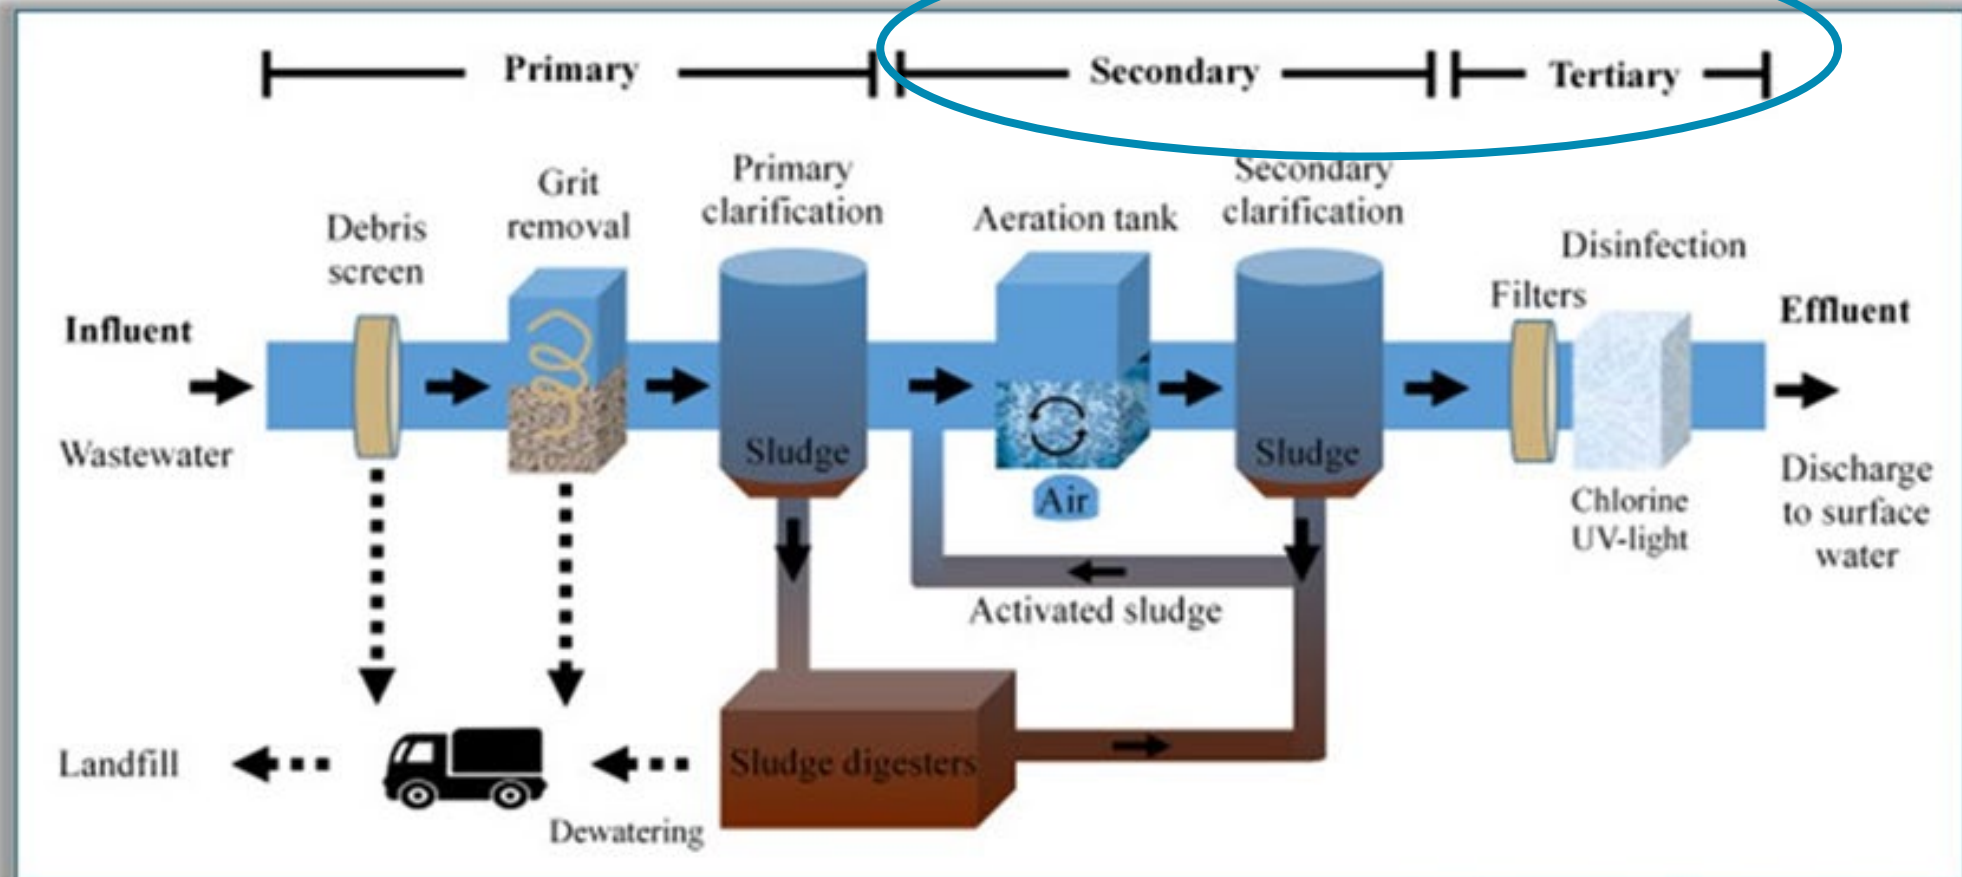 Primary
Secondary
Tertiary
Debris
screen
Grit
removal
Primary
clarification
Aeration tank
Secondary
clarification
Disinfection
Filters
Influent
Wastewater
Effluent
Sludge
Air
Sludge
Chlorine
UV-light
Discharge
to surface
water
Activated sludge
Landfill
Sludge digesters
Dewatering